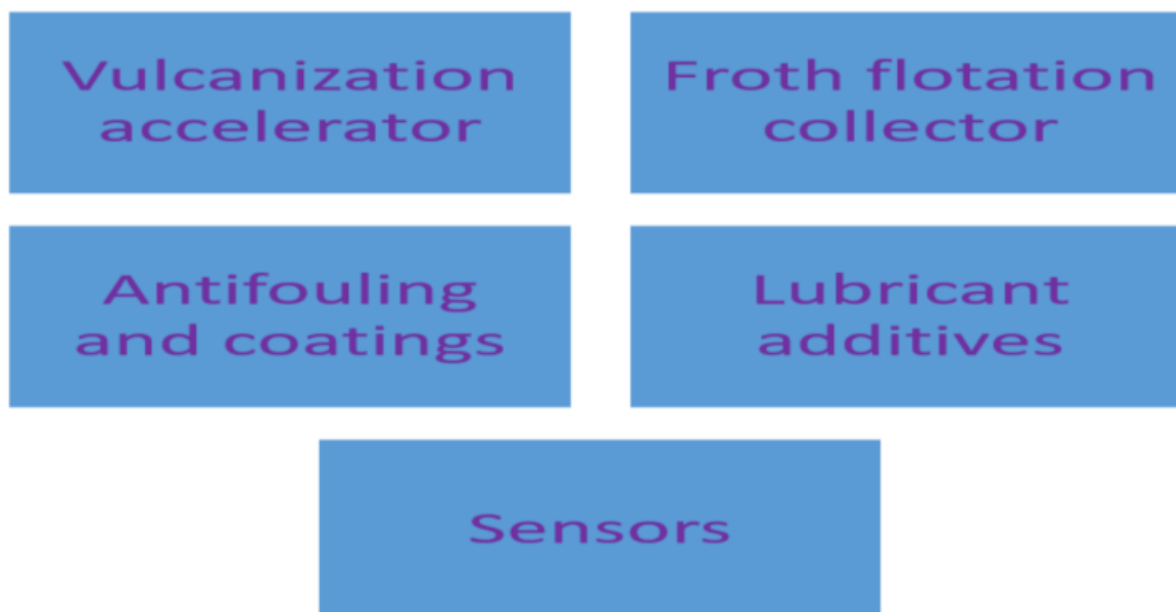 Vulcanization
accelerator
Froth flotation
collector
Antifouling
and coatings
Lubricant
additives
Sensors